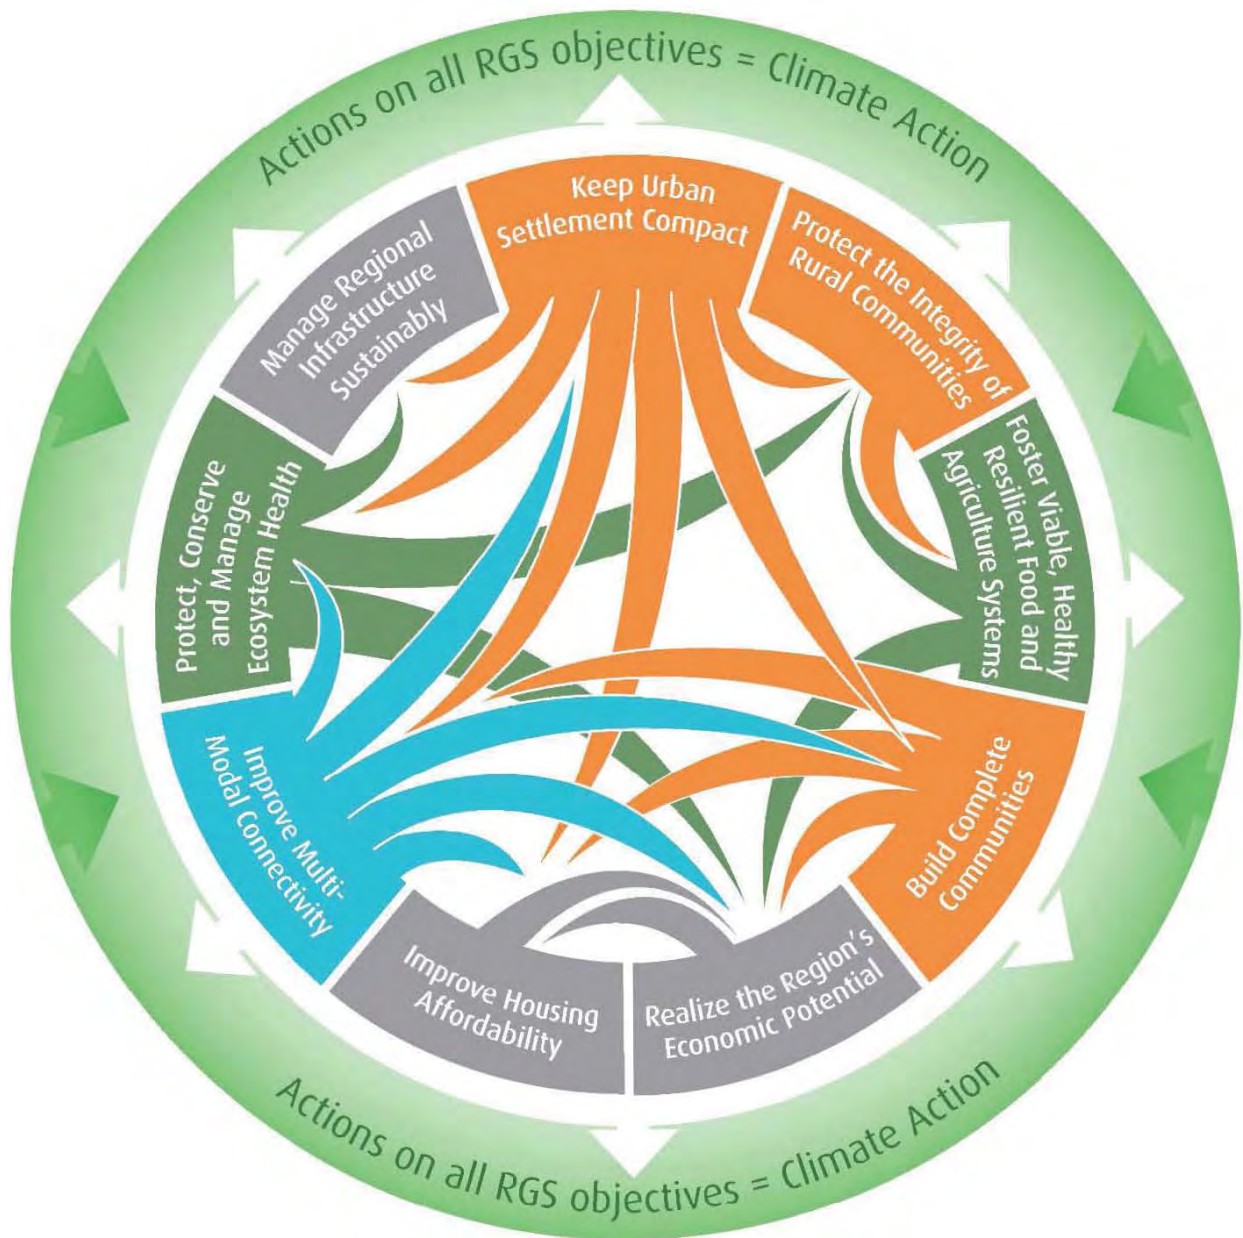 Actions on all RGS objectives = Climate Action
Keep Urban
Settlement Compact
Protect the Integrity of
Rural Communities
Foster Viable, Healthy
Resilient Food and
Agriculture Systems
Build Complete
Communities
Realize the Region's
Economic Potential
Improve Housing
Affordability
Improve Multi-
Modal Connectivity
Protect, Conserve
and Manage
Ecosystem Health
Manage Regional
Infrastructure
Sustainably
Actions on all RGS objectives = Climate Action